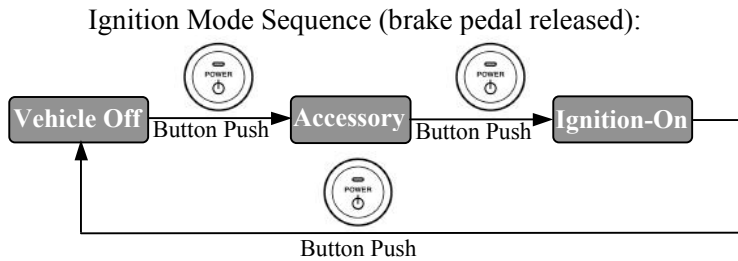 Ignition Mode Sequence (brake pedal released):
POWER
POWER
Vehicle Off
Button Push
Accessory
Button Push
Ignition-On
POWER
Button Push